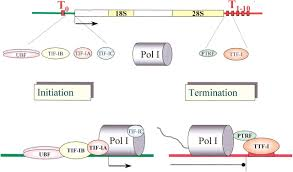 T0 18S 28S T1-10
UBF TIF-IB TIF-IA TIF-IC Pol I PTRF TTF-I
Initiation Termination
UBF TIF-IB TIF-IA Pol I TIF-IC Pol I PTRF TTF-I